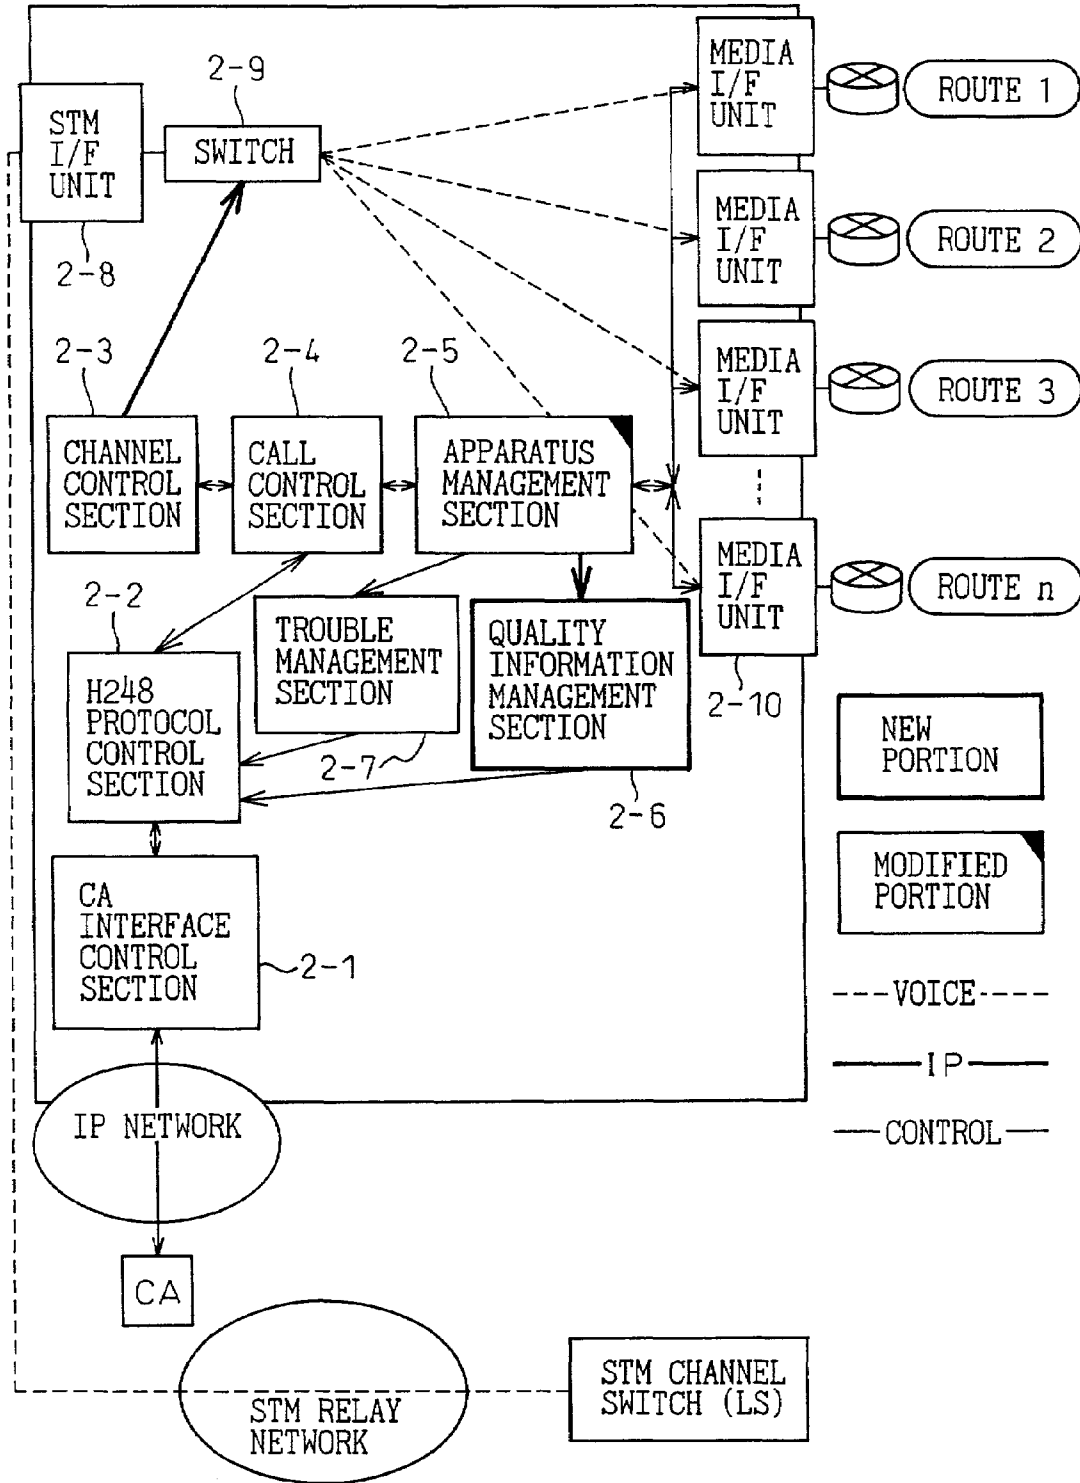 MEDIA
I/F
UNIT
ROUTE 1
2-9
STM
I/F
UNIT
SWITCH
2-8
MEDIA
I/F
UNIT
ROUTE 2
2-3
2-4
2-5
MEDIA
I/F
UNIT
ROUTE 3
CHANNEL
CONTROL
SECTION
CALL
CONTROL
SECTION
APPARATUS
MANAGEMENT
SECTION
MEDIA
I/F
UNIT
ROUTE n
2-10
2-2
H248
PROTOCOL
CONTROL
SECTION
TROUBLE
MANAGEMENT
SECTION
2-7
QUALITY
INFORMATION
MANAGEMENT
SECTION
2-6
NEW
PORTION
MODIFIED
PORTION
CA
INTERFACE
CONTROL
SECTION
2-1
VOICE
IP
CONTROL
IP NETWORK
CA
STM RELAY
NETWORK
STM CHANNEL
SWITCH (LS)